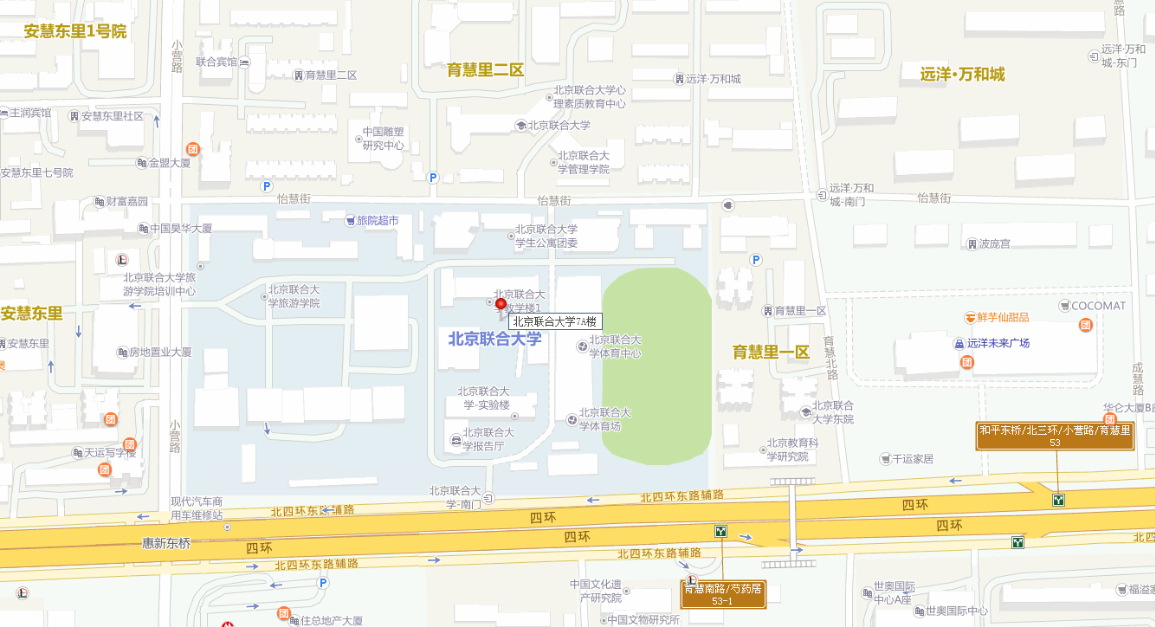 安慧东里1号院
小营路
联合宾馆
育慧里二区
育慧里二区
远洋·万和城
远洋·万和城
远洋·万和
城-东门
慧路
北京联合大学心
理素质教育中心
主润宾馆
安慧东里社区
北京联合大学
中国雕塑
研究中心
金盟大厦
北京联合大
学管理学院
安慧东里七号院
P
P
远洋·万和
城-南门
财富嘉园
怡慧街
怡慧街
怡慧街
旅院超市
中国昊华大厦
北京联合大学
学生公寓团委
波庞宫
P
北京联合大学旅
游学院培训中心
北京联合大
学旅游学院
北京联合大
教学楼1
北京联合大学7A楼
安慧东里
育慧里一区
COCOMAT
鲜芋仙甜品
团
北京联合大学
安慧东里
房地置业大厦
北京联合大
学体育中心
育慧里一区
育慧北路
远洋未来广场
团
成慧路
北京联合大
学-实验楼
北京联合大
学体育场
北京联合
大学东院
华仑大厦B座
团
和平东桥/北三环/小营路/育慧里
53
小营路
北京联合大
学报告厅
北京教育科
学研究院
千运家居
天运写字楼
团
团
团
团
北京联合大
学-南门
现代汽车商
用车维修站
北四环东路辅路
北四环东路辅路
四环
四环
四环
四环
四环
惠新东桥
北四环东路辅路
北四环东路辅路
北四
P
中国文化遗
产研究院
育慧南路/芍药居
53-1
世奥国际
中心A座
世奥国际中心
福溢家
团
住总地产大厦
中国文物研究所